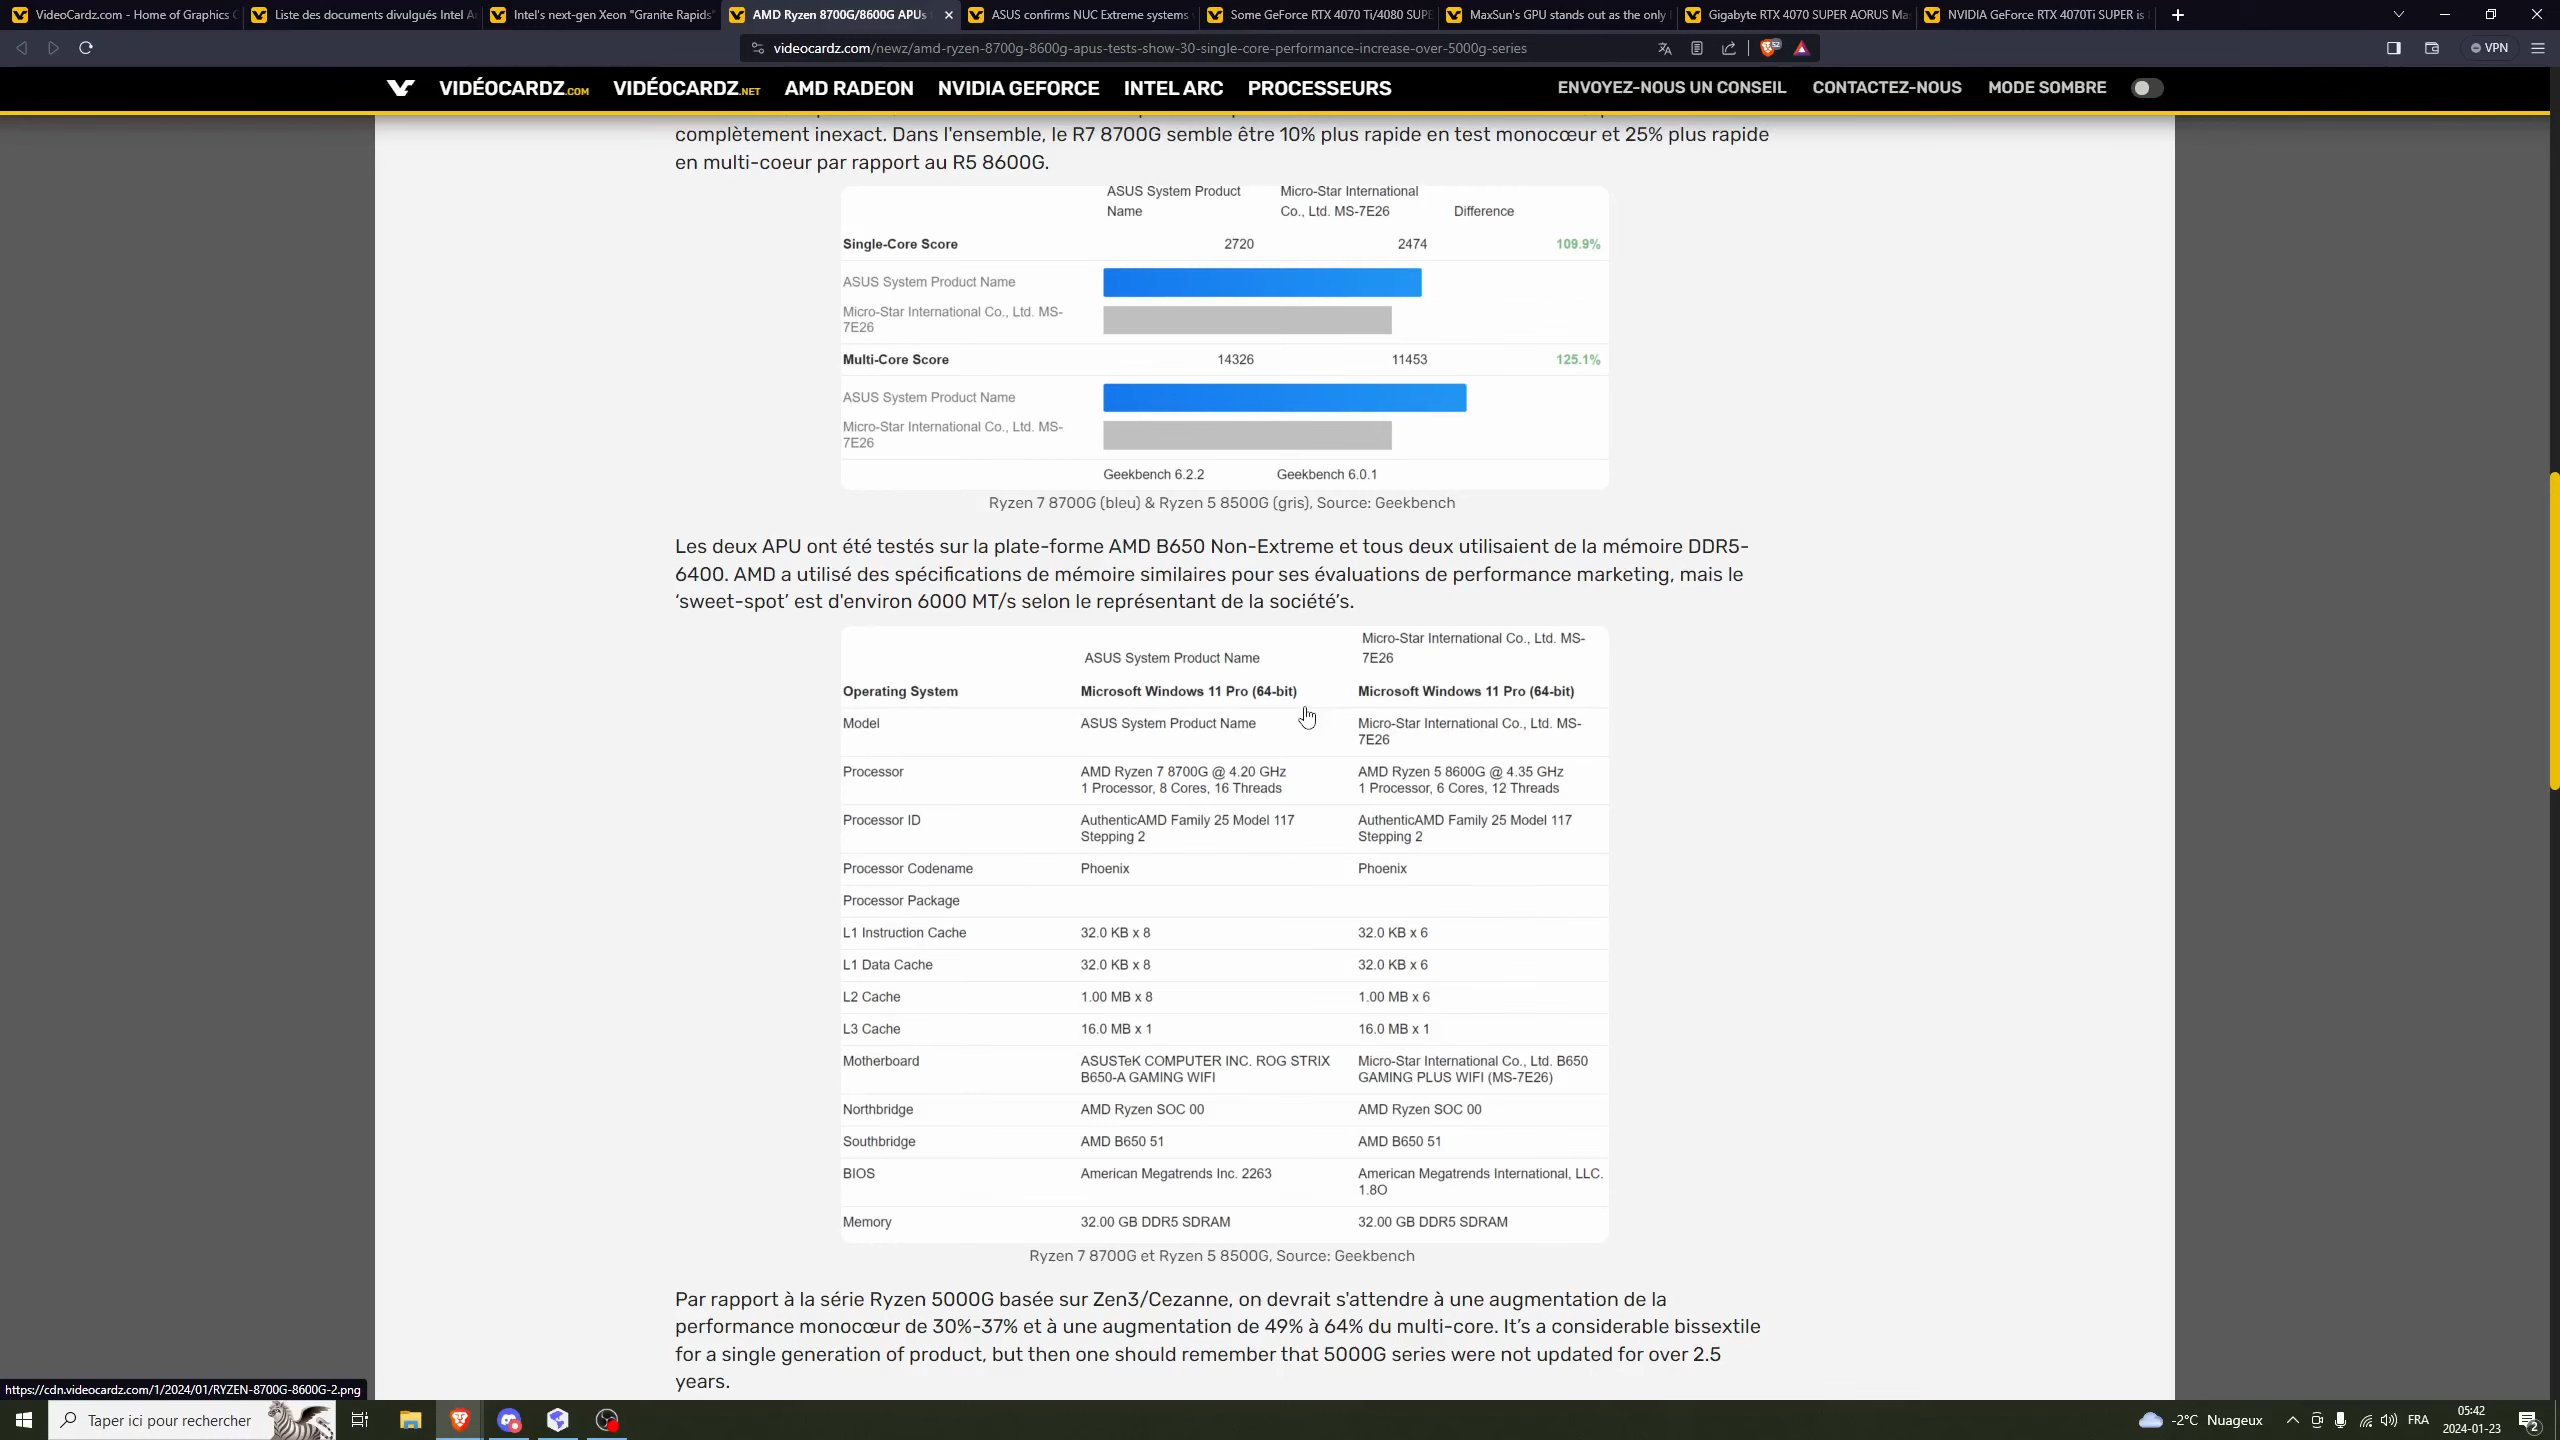 VideoCardz.com - Home of Graphics C
Liste des documents divulgués Intel A
Intel's next-gen Xeon "Granite Rapids"
AMD Ryzen 8700G/8600G APUs
ASUS confirms NUC Extreme systems
Some GeForce RTX 4070 Ti/4080 SUPE
MaxSun's GPU stands out as the only
Gigabyte RTX 4070 SUPER AORUS Ma
NVIDIA GeForce RTX 4070Ti SUPER is
videocardz.com/newz/amd-ryzen-8700g-8600g-apus-tests-show-30-single-core-performance-increase-over-5000g-series
52
VPN
VIDÉOCARDZ.COM VIDÉOCARDZ.NET AMD RADEON NVIDIA GEFORCE INTEL ARC PROCESSEURS ENVOYEZ-NOUS UN CONSEIL CONTACTEZ-NOUS MODE SOMBRE
complètement inexact. Dans l'ensemble, le R7 8700G semble être 10% plus rapide en test monocœur et 25% plus rapide
en multi-coeur par rapport au R5 8600G.
ASUS System Product Name
Micro-Star International Co., Ltd. MS-7E26
Difference
Single-Core Score 2720 2474 109.9%
ASUS System Product Name
Micro-Star International Co., Ltd. MS-
7E26
Multi-Core Score 14326 11453 125.1%
ASUS System Product Name
Micro-Star International Co., Ltd. MS-
7E26
Geekbench 6.2.2 Geekbench 6.0.1
Ryzen 7 8700G (bleu) & Ryzen 5 8500G (gris), Source: Geekbench
Les deux APU ont été testés sur la plate-forme AMD B650 Non-Extreme et tous deux utilisaient de la mémoire DDR5-
6400. AMD a utilisé des spécifications de mémoire similaires pour ses évaluations de performance marketing, mais le
‘sweet-spot’ est d'environ 6000 MT/s selon le représentant de la société’s.
ASUS System Product Name
Micro-Star International Co., Ltd. MS-
7E26
Operating System Microsoft Windows 11 Pro (64-bit) Microsoft Windows 11 Pro (64-bit)
Model ASUS System Product Name Micro-Star International Co., Ltd. MS-
7E26
Processor AMD Ryzen 7 8700G @ 4.20 GHz AMD Ryzen 5 8600G @ 4.35 GHz
1 Processor, 8 Cores, 16 Threads 1 Processor, 6 Cores, 12 Threads
Processor ID AuthenticAMD Family 25 Model 117 AuthenticAMD Family 25 Model 117
Stepping 2 Stepping 2
Processor Codename Phoenix Phoenix
Processor Package
L1 Instruction Cache 32.0 KB x 8 32.0 KB x 6
L1 Data Cache 32.0 KB x 8 32.0 KB x 6
L2 Cache 1.00 MB x 8 1.00 MB x 6
L3 Cache 16.0 MB x 1 16.0 MB x 1
Motherboard ASUSTeK COMPUTER INC. ROG STRIX Micro-Star International Co., Ltd. B650
B650-A GAMING WIFI GAMING PLUS WIFI (MS-7E26)
Northbridge AMD Ryzen SOC 00 AMD Ryzen SOC 00
Southbridge AMD B650 51 AMD B650 51
BIOS American Megatrends Inc. 2263 American Megatrends International, LLC.
1.8O
Memory 32.00 GB DDR5 SDRAM 32.00 GB DDR5 SDRAM
Ryzen 7 8700G et Ryzen 5 8500G, Source: Geekbench
Par rapport à la série Ryzen 5000G basée sur Zen3/Cezanne, on devrait s'attendre à une augmentation de la
performance monocœur de 30%-37% et à une augmentation de 49% à 64% du multi-core. It’s a considerable bissextile
for a single generation of product, but then one should remember that 5000G series were not updated for over 2.5
years.
https://cdn.videocardz.com/1/2024/01/RYZEN-8700G-8600G-2.png
Taper ici pour rechercher
-2°C Nuageux
FRA
05:42
2024-01-23
2